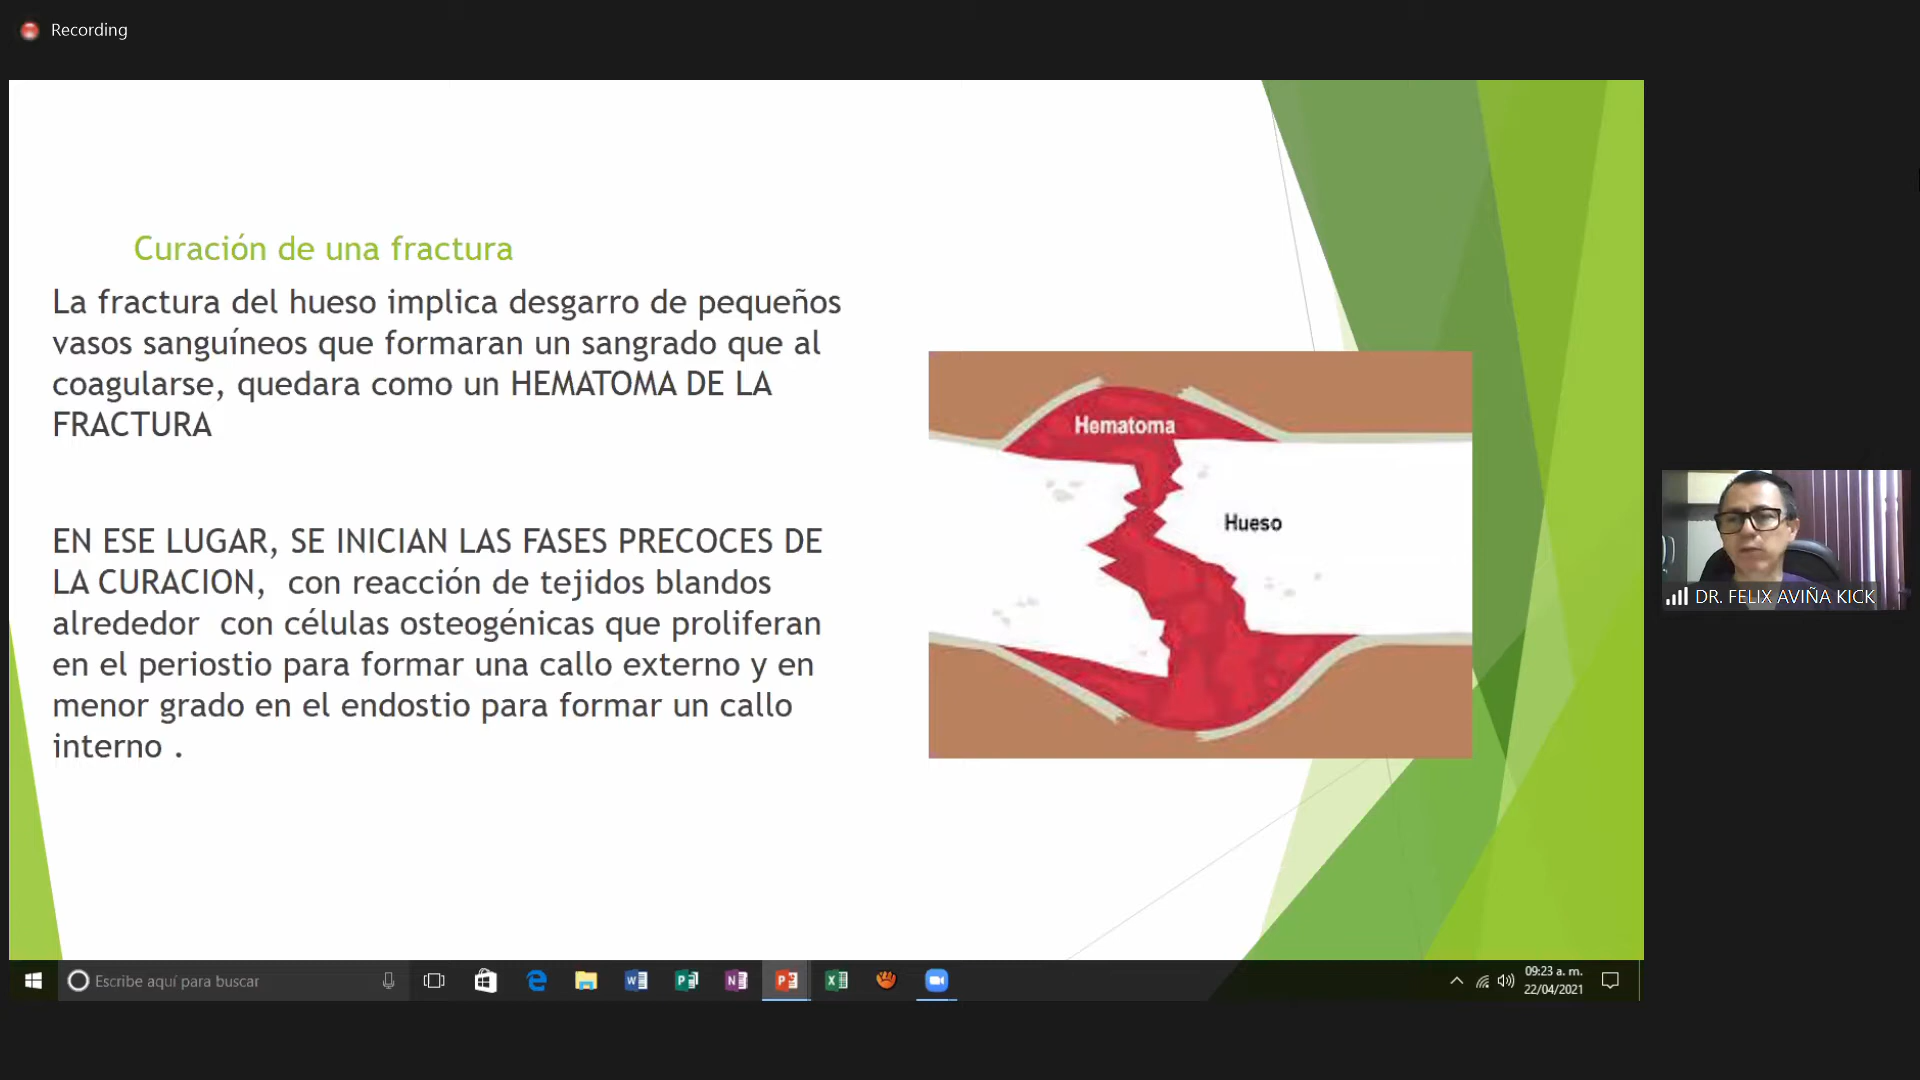 Recording
Curación de una fractura
La fractura del hueso implica desgarro de pequeños
vasos sanguíneos que formaran un sangrado que al
coagularse, quedara como un HEMATOMA DE LA
FRACTURA
EN ESE LUGAR, SE INICIAN LAS FASES PRECOCES DE
LA CURACION, con reacción de tejidos blandos
alrededor con células osteogénicas que proliferan
en el periostio para formar una callo externo y en
menor grado en el endostio para formar un callo
interno .
Hematoma
Hueso
DR. FELIX AVIÑA KICK
Escribe aquí para buscar
09:23 a. m.
22/04/2021